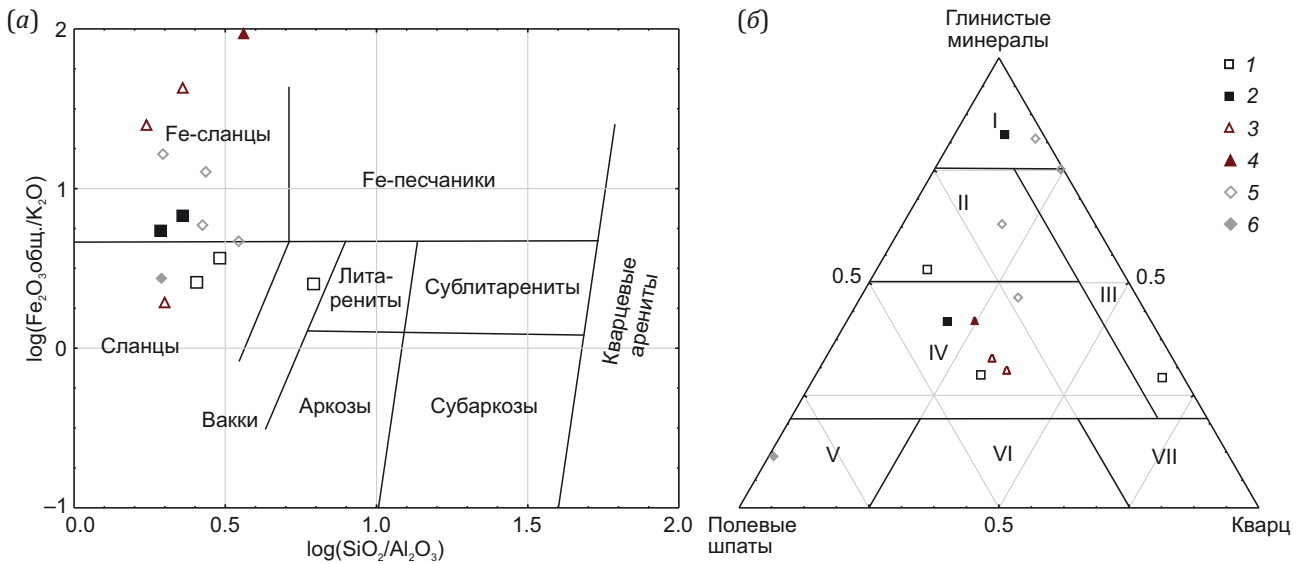 (а)
2
1
0
–1
0.0
0.5
1.0
1.5
2.0
log(Fe₂O₃общ./K₂O)
log(SiO₂/Al₂O₃)
Fe-сланцы
Fe-песчаники
Лита-
рениты
Сублитарениты
Кварцевые
арениты
Сланцы
Вакки
Аркозы
Субаркозы
(б)
Глинистые
минералы
I
II
0.5
0.5
III
IV
V
VI
VII
Полевые
шпаты
0.5
Кварц
1
2
3
4
5
6